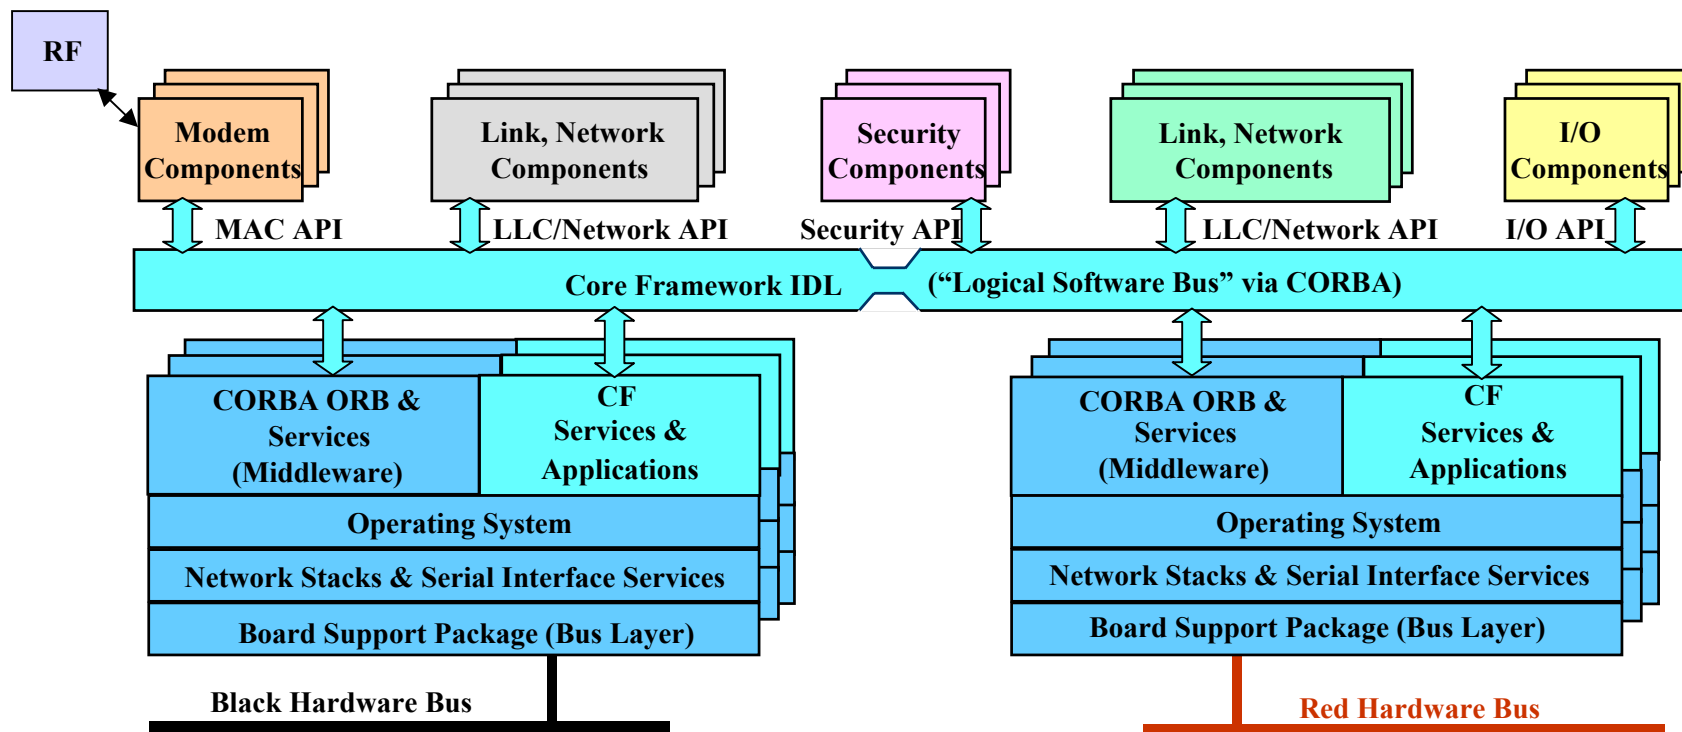 RF
Modem
Components
Link, Network
Components
Security
Components
Link, Network
Components
I/O
Components
MAC API
LLC/Network API
Security API
LLC/Network API
I/O API
Core Framework IDL
(“Logical Software Bus” via CORBA)
CORBA ORB &
Services
(Middleware)
CF
Services &
Applications
Operating System
Network Stacks & Serial Interface Services
Board Support Package (Bus Layer)
Black Hardware Bus
CORBA ORB &
Services
(Middleware)
CF
Services &
Applications
Operating System
Network Stacks & Serial Interface Services
Board Support Package (Bus Layer)
Red Hardware Bus